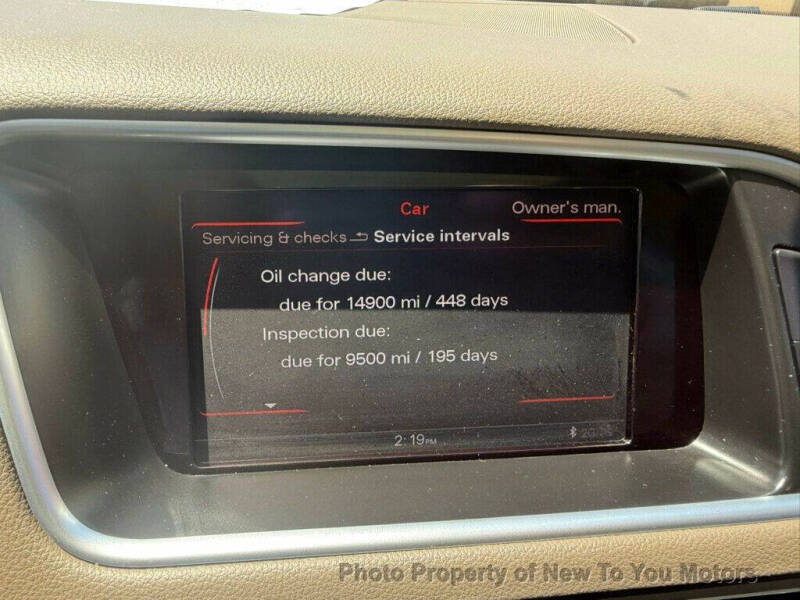 Car
Owner's man.
Servicing & checks Service intervals
Oil change due:
due for 14900 mi / 448 days
Inspection due:
due for 9500 mi / 195 days
2:19PM
Photo Property of New To You Motors